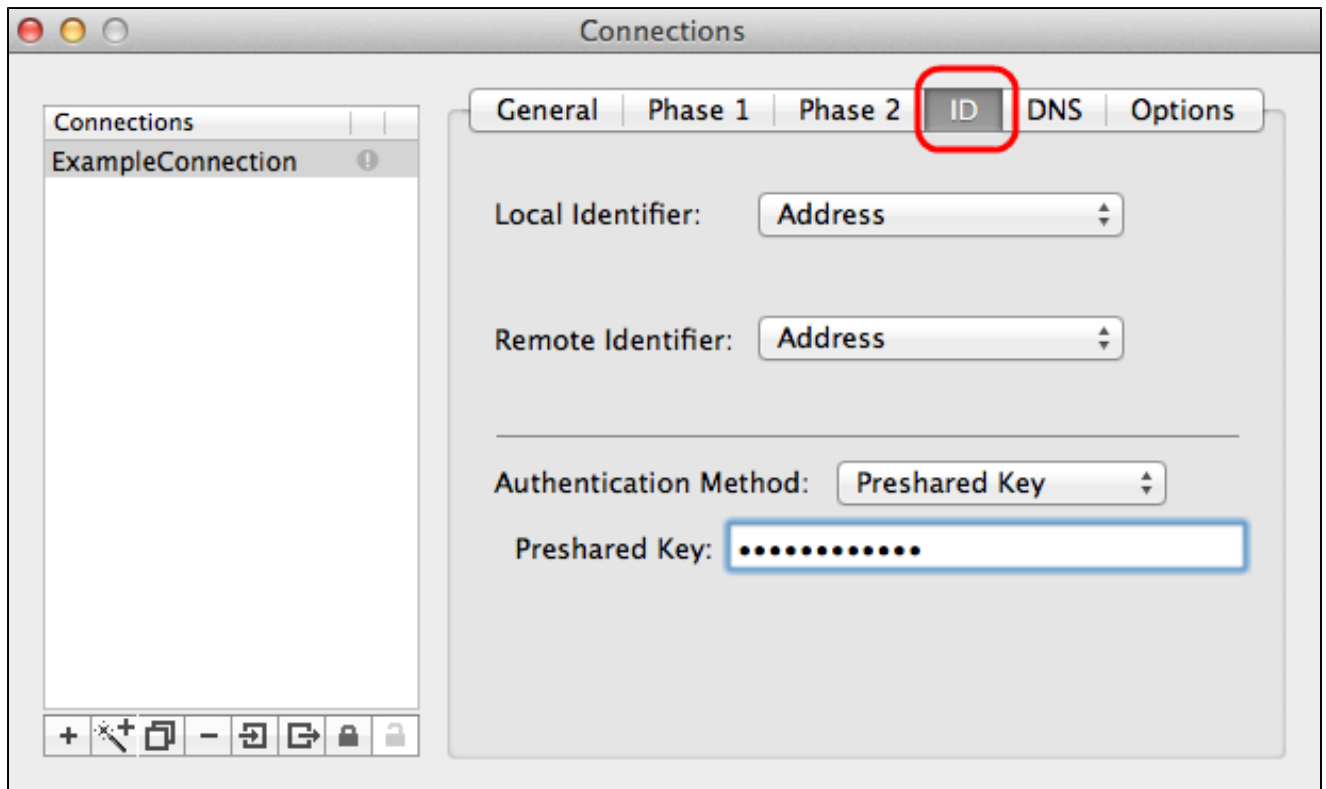 Connections
Connections
ExampleConnection
General Phase 1 Phase 2 ID DNS Options
Local Identifier: Address
Remote Identifier: Address
Authentication Method: Preshared Key
Preshared Key: ••••••••••••